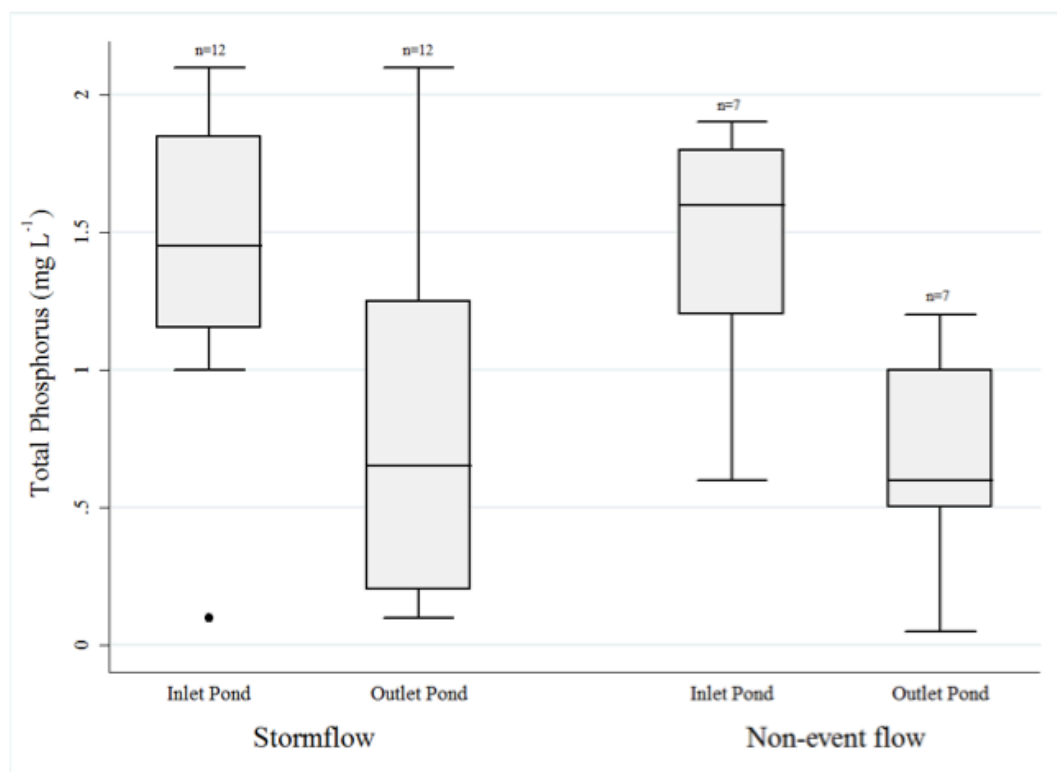 n=12
n=12
n=7
n=7
Total Phosphorus (mg L⁻¹)
2
1.5
1
.5
0
Inlet Pond
Outlet Pond
Inlet Pond
Outlet Pond
Stormflow
Non-event flow